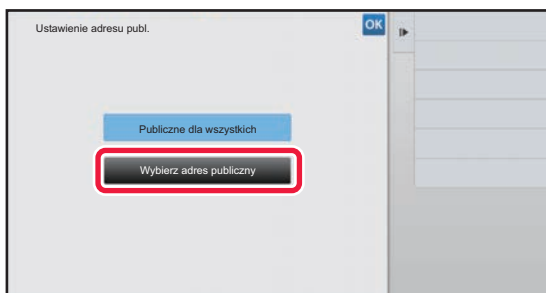 Ustawienie adresu publ.
OK
Publiczne dla wszystkich
Wybierz adres publiczny